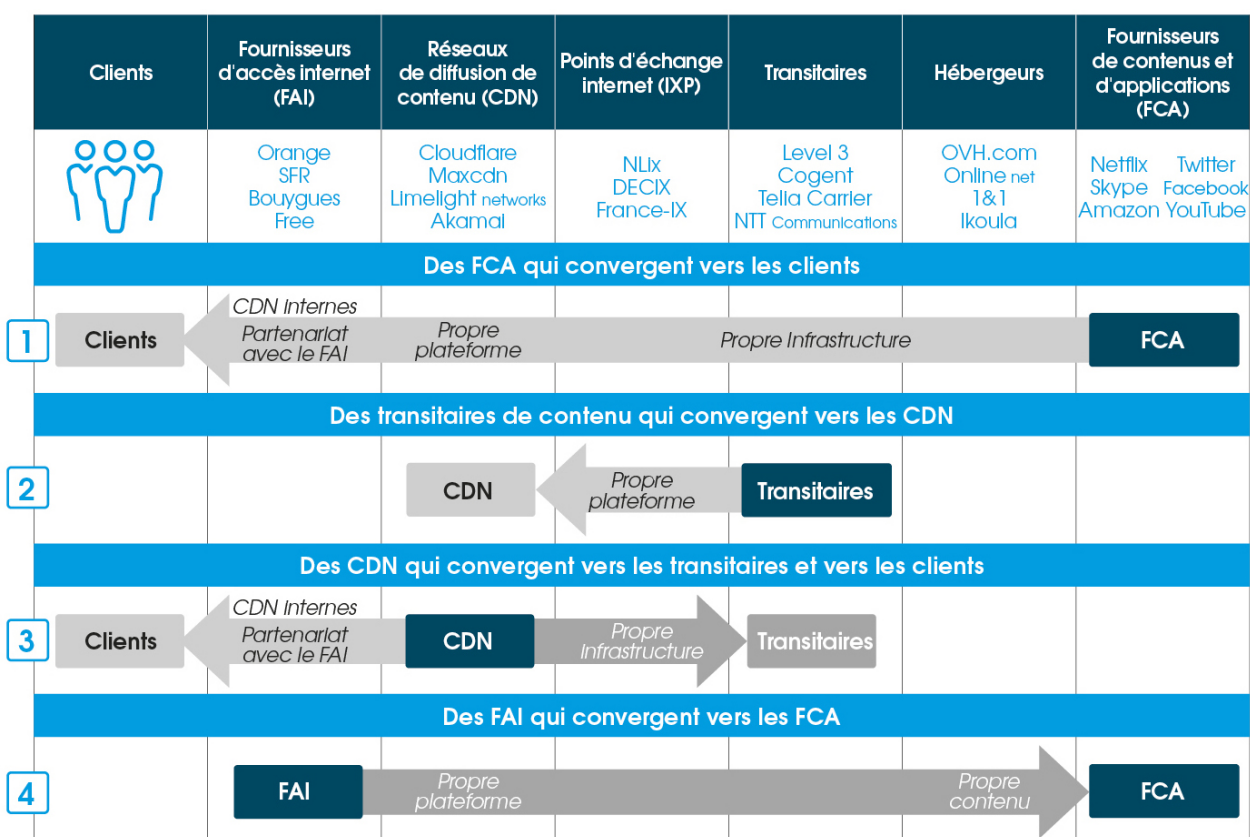 Clients
Fournisseurs
d'accès internet
(FAI)
Réseaux
de diffusion de
contenu (CDN)
Points d'échange
internet (IXP)
Transitaires
Hébergeurs
Fournisseurs
de contenus et
d'applications
(FCA)
Orange
SFR
Bouygues
Free
Cloudflare
Maxcdn
Limelight networks
Akamai
NLix
DECIX
France-IX
Level 3
Cogent
Telia Carrier
NTT Communications
OVH.com
Online net
1&1
Ikoula
Netflix Twitter
Skype Facebook
Amazon YouTube
Des FCA qui convergent vers les clients
1
Clients
CDN Internes
Partenariat
avec le FAI
Propre
plateforme
Propre Infrastructure
FCA
Des transitaires de contenu qui convergent vers les CDN
2
CDN
Propre
plateforme
Transitaires
Des CDN qui convergent vers les transitaires et vers les clients
3
Clients
CDN Internes
Partenariat
avec le FAI
CDN
Propre
Infrastructure
Transitaires
Des FAI qui convergent vers les FCA
4
FAI
Propre
plateforme
Propre
contenu
FCA